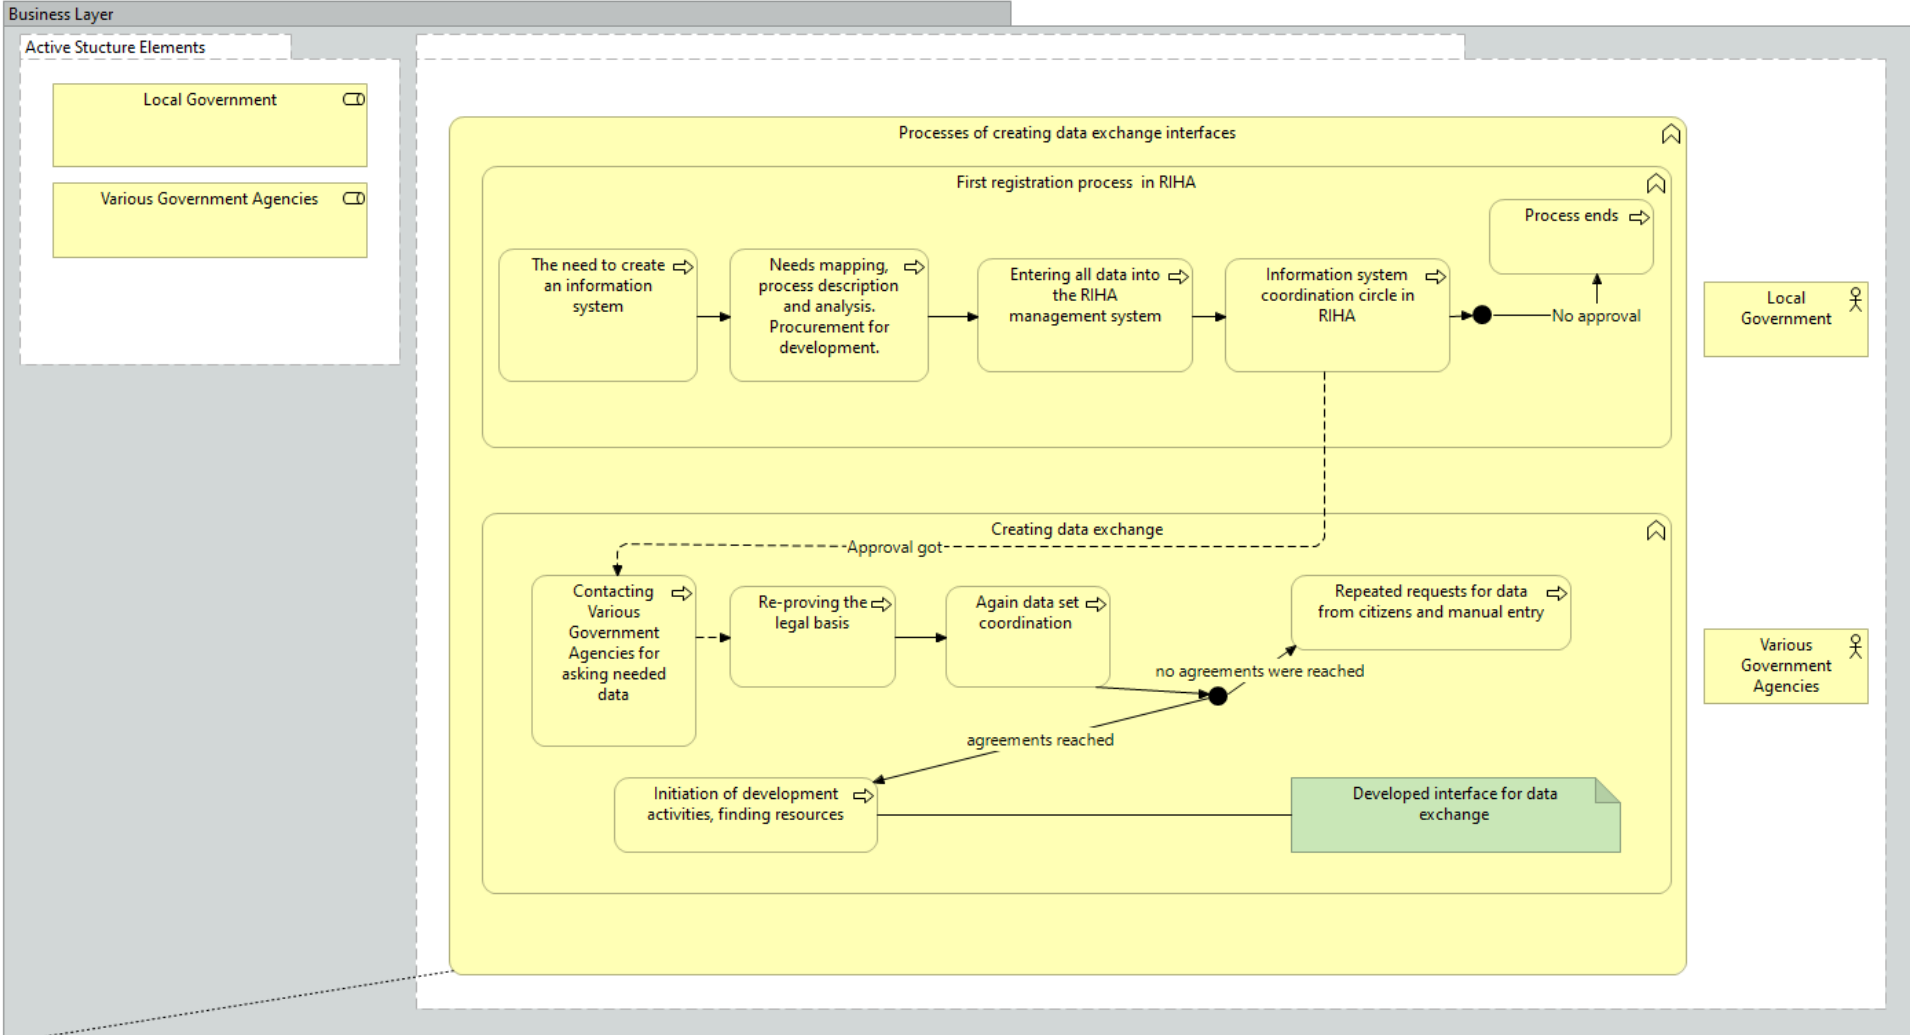 Business Layer
Active Stucture Elements
Local Government
Various Government Agencies
Processes of creating data exchange interfaces
First registration process in RIHA
The need to create
an information
system
Needs mapping,
process description
and analysis.
Procurement for
development.
Entering all data into
the RIHA
management system
Information system
coordination circle in
RIHA
Process ends
No approval
Local
Government
Creating data exchange
Approval got
Contacting
Various
Government
Agencies for
asking needed
data
Re-proving the
legal basis
Again data set
coordination
Repeated requests for data
from citizens and manual entry
no agreements were reached
agreements reached
Initiation of development
activities, finding resources
Developed interface for data
exchange
Various
Government
Agencies